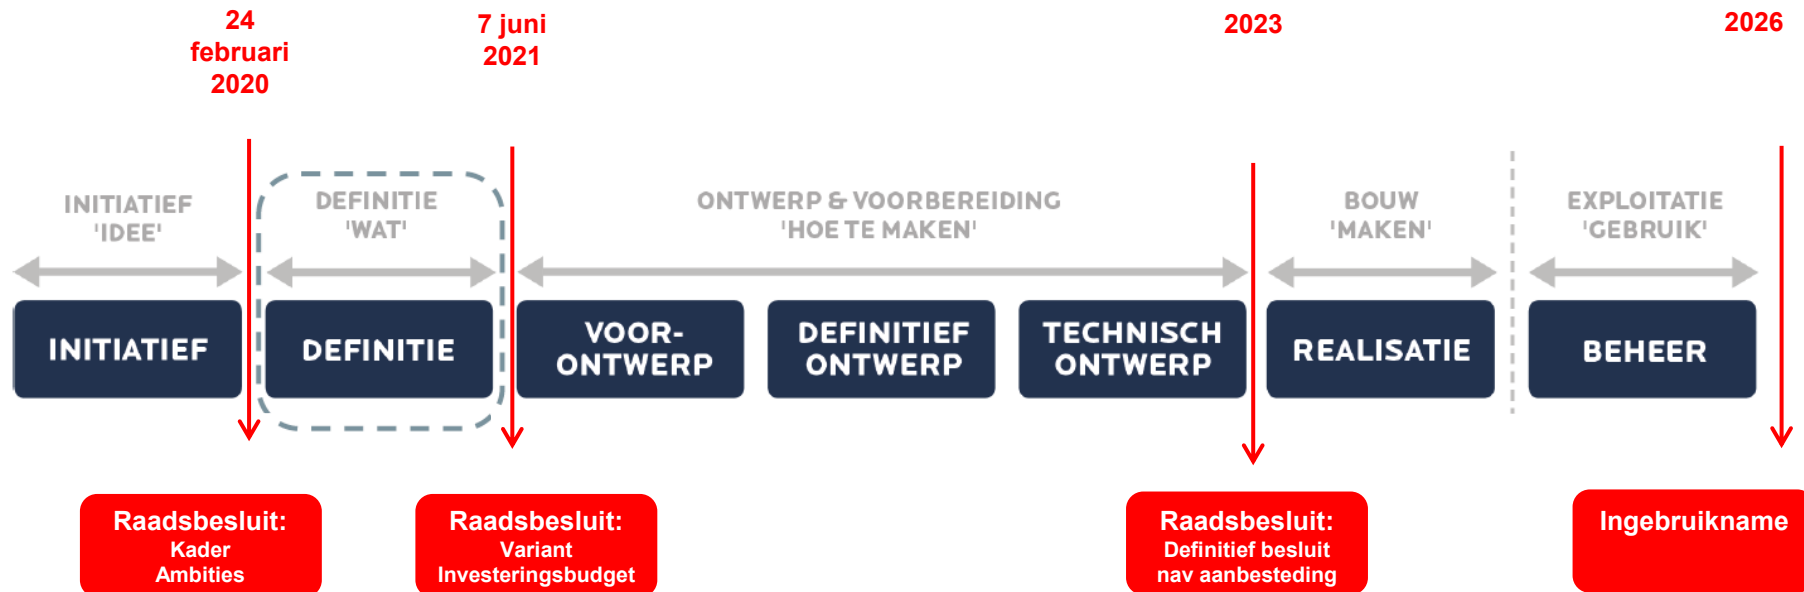 24
februari
2020
7 juni
2021
2023
2026
INITIATIEF
'IDEE'
DEFINITIE
'WAT'
ONTWERP & VOORBEREIDING
'HOE TE MAKEN'
BOUW
'MAKEN'
EXPLOITATIE
'GEBRUIK'
INITIATIEF
DEFINITIE
VOOR-
ONTWERP
DEFINITIEF
ONTWERP
TECHNISCH
ONTWERP
REALISATIE
BEHEER
Raadsbesluit:
Kader
Ambities
Raadsbesluit:
Variant
Investeringsbudget
Raadsbesluit:
Definitief besluit
nav aanbesteding
Ingebruikname